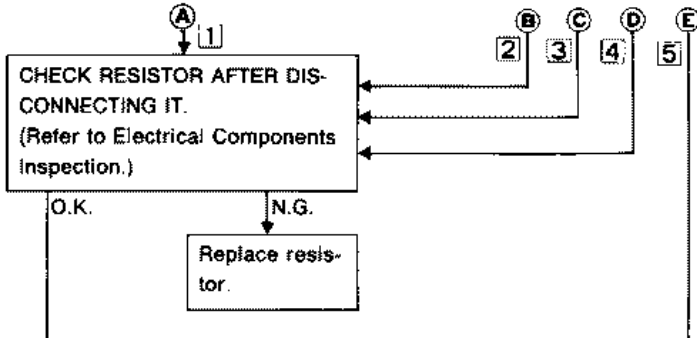 A
B
C
D
E
1
2
3
4
5
CHECK RESISTOR AFTER DIS-
CONNECTING IT.
(Refer to Electrical Components
Inspection.)
O.K.
N.G.
Replace resis-
tor.